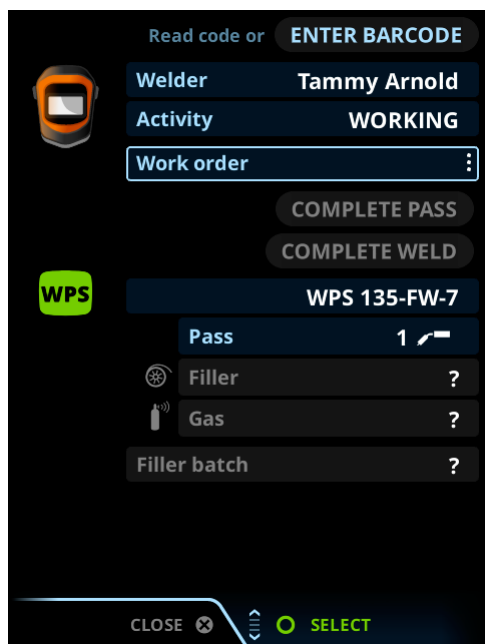 Read code or ENTER BARCODE
Welder Tammy Arnold
Activity WORKING
Work order
COMPLETE PASS
COMPLETE WELD
WPS WPS 135-FW-7
Pass 1
Filler ?
Gas ?
Filler batch ?
CLOSE SELECT